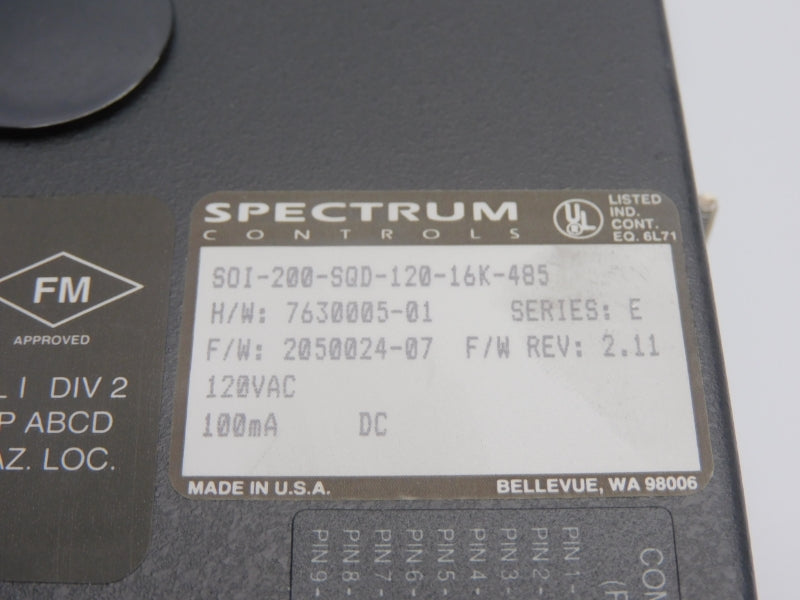 SPECTRUM
CONTROLS
UL
LISTED
IND.
CONT.
EQ. 6L71
SOI-200-SQD-120-16K-485
H/W: 7630005-01 SERIES: E
F/W: 2050024-07 F/W REV: 2.11
120VAC
100mA DC
MADE IN U.S.A. BELLEVUE, WA 98006
FM
APPROVED
L I DIV 2
P ABCD
AZ. LOC.
COM
(P
PIN 1 -
PIN 2 -
PIN 3 -
PIN 4 -
PIN 5 -
PIN 6 -
PIN 7 -
PIN 8 -
PIN 9 -